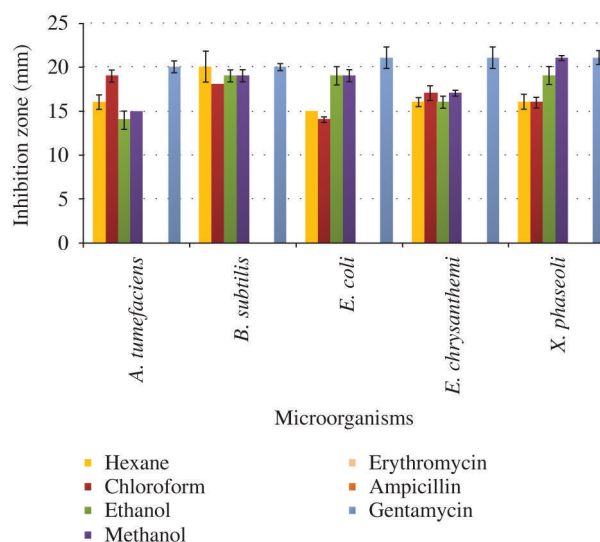 25
20
15
10
5
0
Inhibition zone (mm)
A. tumefaciens
B. subtilis
E. coli
E. chrysanthemi
X. phaseoli
Microorganisms
Hexane
Chloroform
Ethanol
Methanol
Erythromycin
Ampicillin
Gentamycin